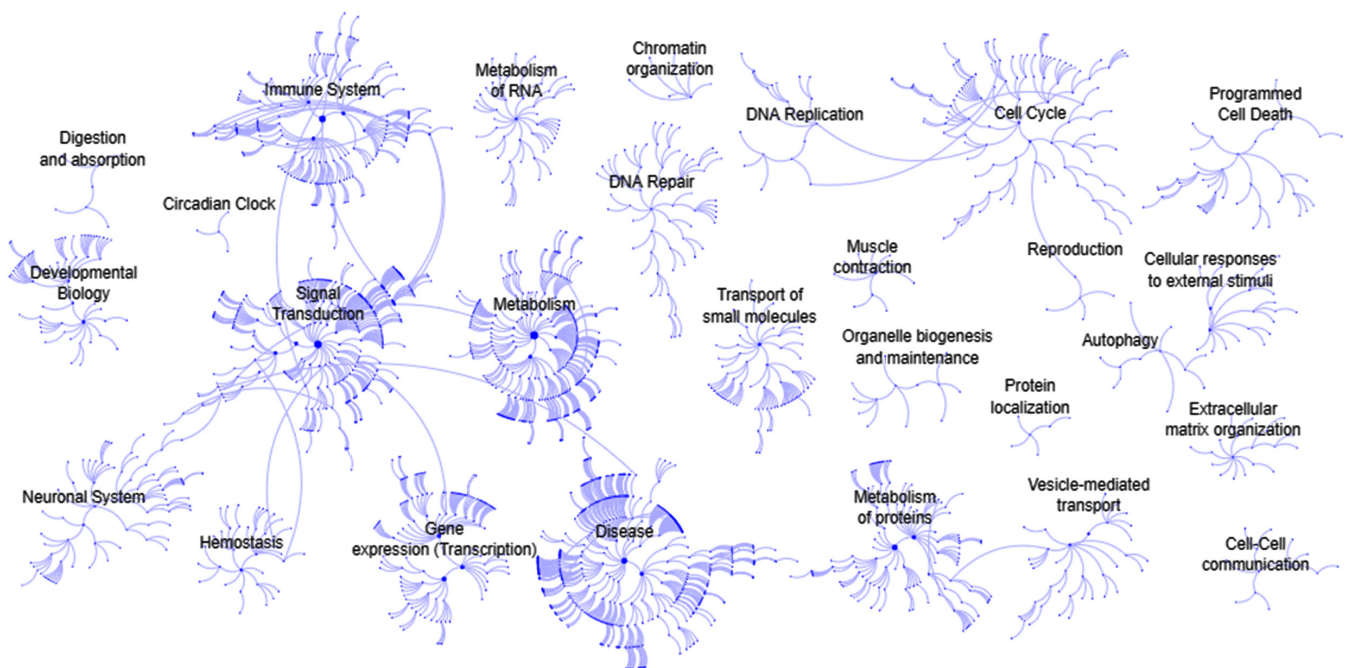 Immune System
Metabolism
of RNA
Chromatin
organization
DNA Replication
Cell Cycle
Programmed
Cell Death
Digestion
and absorption
Circadian Clock
DNA Repair
Developmental
Biology
Signal
Transduction
Metabolism
Transport of
small molecules
Muscle
contraction
Reproduction
Cellular responses
to external stimuli
Organelle biogenesis
and maintenance
Autophagy
Protein
localization
Extracellular
matrix organization
Neuronal System
Hemostasis
Gene
expression (Transcription)
Disease
Metabolism
of proteins
Vesicle-mediated
transport
Cell-Cell
communication